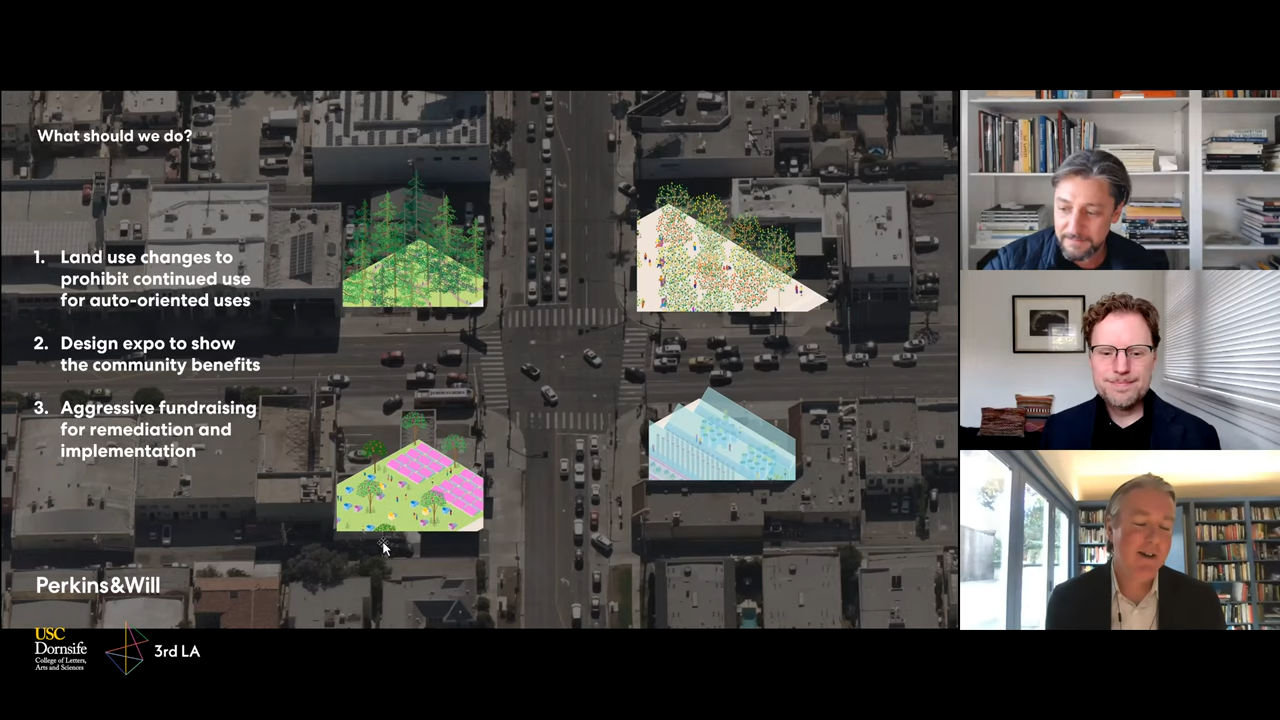 What should we do?
1. Land use changes to
prohibit continued use
for auto-oriented uses
2. Design expo to show
the community benefits
3. Aggressive fundraising
for remediation and
implementation
Perkins&Will
USC
Dornsife
College of Letters,
Arts and Sciences
3rd LA